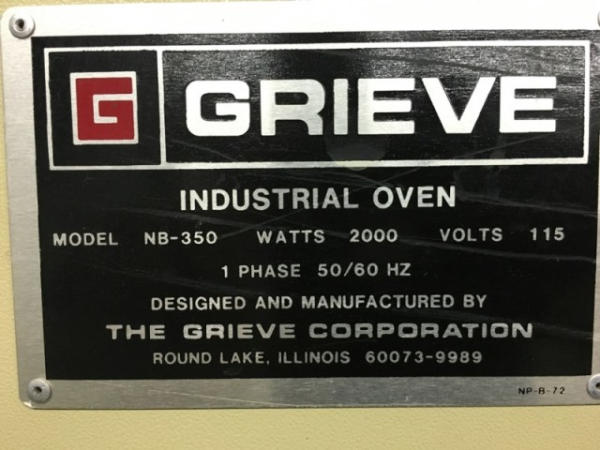 G GRIEVE
INDUSTRIAL OVEN
MODEL NB-350 WATTS 2000 VOLTS 115
1 PHASE 50/60 HZ
DESIGNED AND MANUFACTURED BY
THE GRIEVE CORPORATION
ROUND LAKE, ILLINOIS 60073-9989
NP-B-72